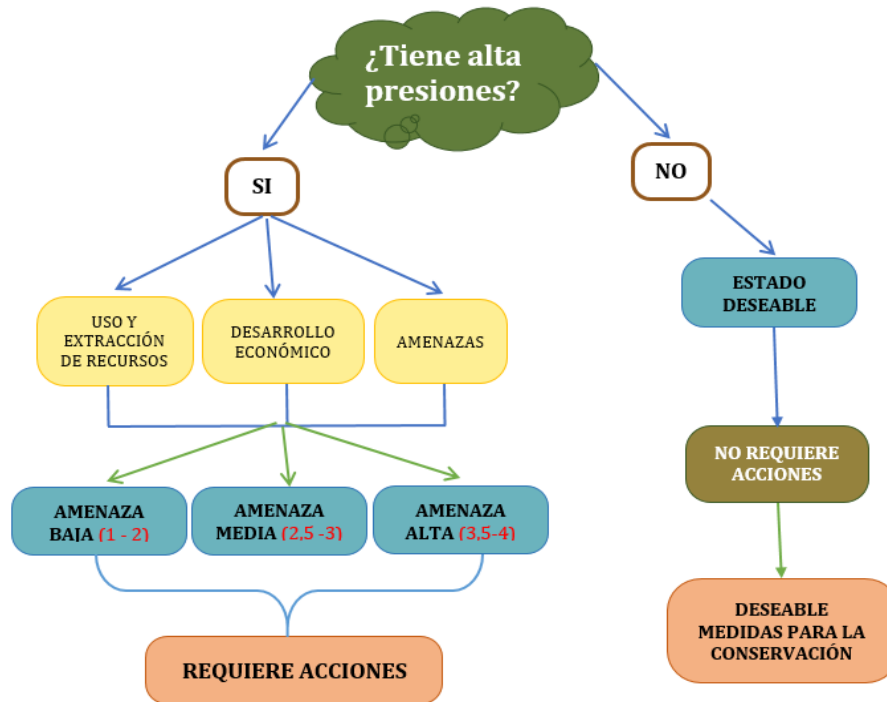 ¿Tiene alta
presiones?
SI
NO
USO Y
EXTRACCIÓN
DE RECURSOS
DESARROLLO
ECONÓMICO
AMENAZAS
ESTADO
DESEABLE
NO REQUIERE
ACCIONES
AMENAZA
BAJA (1 - 2)
AMENAZA
MEDIA (2,5 -3)
AMENAZA
ALTA (3,5-4)
REQUIERE ACCIONES
DESEABLE
MEDIDAS PARA LA
CONSERVACIÓN